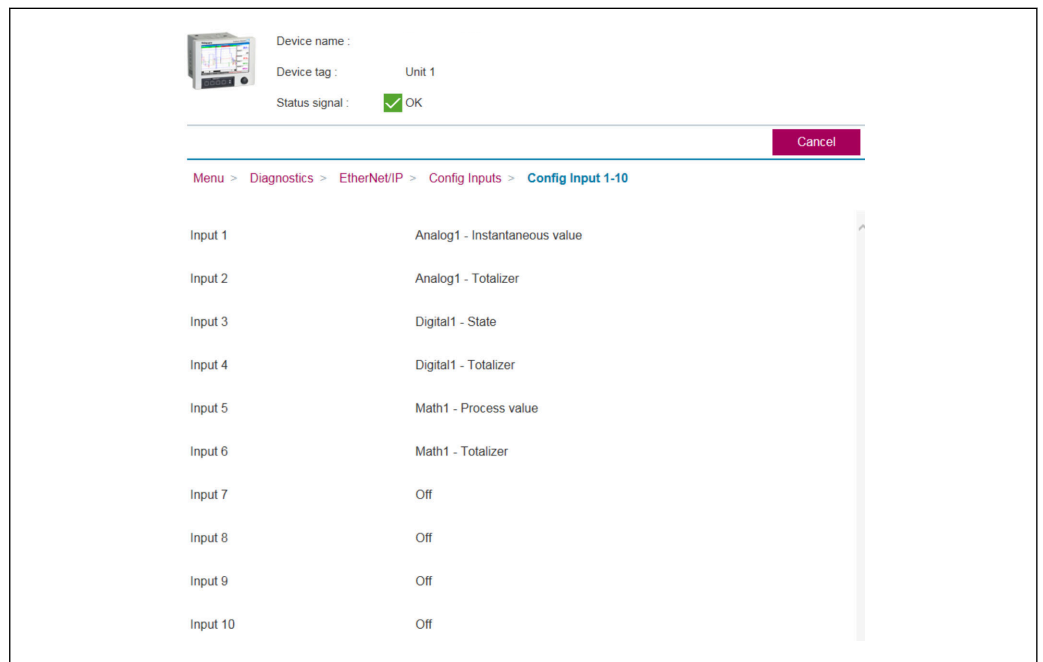 Device name :
Device tag : Unit 1
Status signal : OK
Cancel
Menu > Diagnostics > EtherNet/IP > Config Inputs > Config Input 1-10
Input 1 Analog1 - Instantaneous value
Input 2 Analog1 - Totalizer
Input 3 Digital1 - State
Input 4 Digital1 - Totalizer
Input 5 Math1 - Process value
Input 6 Math1 - Totalizer
Input 7 Off
Input 8 Off
Input 9 Off
Input 10 Off